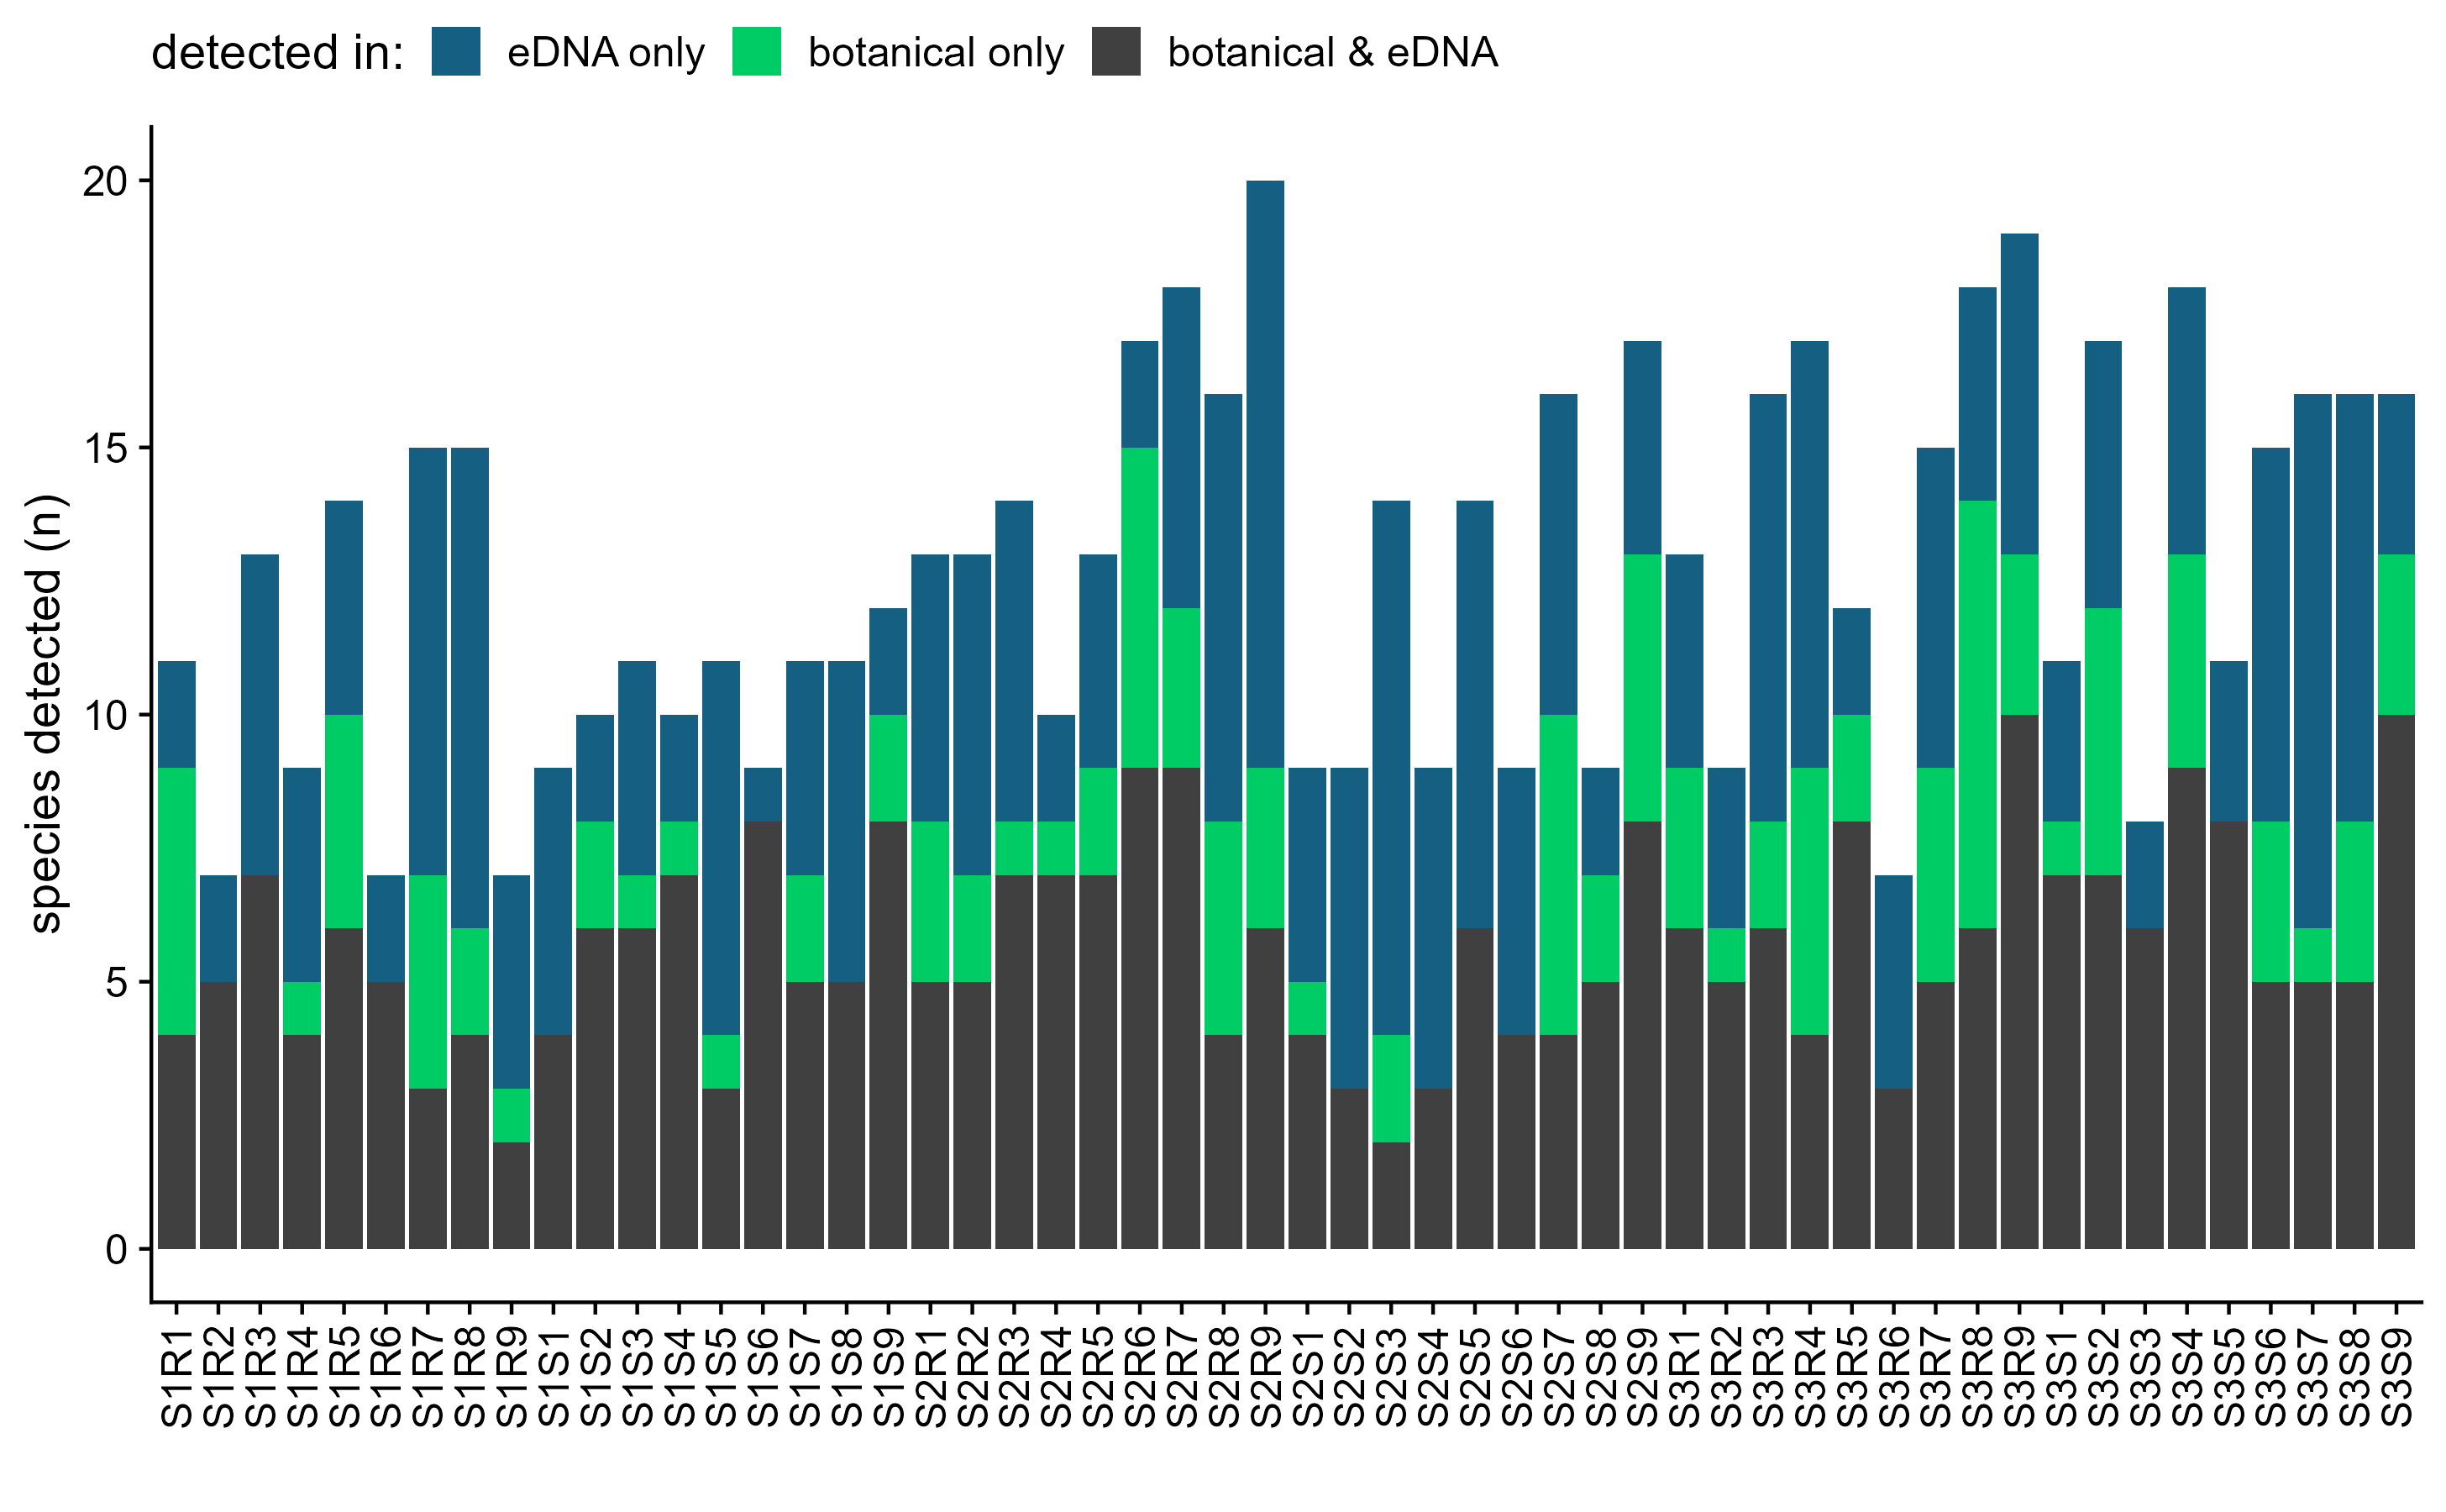 detected in: eDNA only botanical only botanical & eDNA
species detected (n)
20
15
10
5
0
S1R1 S1R2 S1R3 S1R4 S1R5 S1R6 S1R7 S1R8 S1R9 S1S1 S1S2 S1S3 S1S4 S1S5 S1S6 S1S7 S1S8 S1S9 S2R1 S2R2 S2R3 S2R4 S2R5 S2R6 S2R7 S2R8 S2R9 S2S1 S2S2 S2S3 S2S4 S2S5 S2S6 S2S7 S2S8 S2S9 S3R1 S3R2 S3R3 S3R4 S3R5 S3R6 S3R7 S3R8 S3R9 S3S1 S3S2 S3S3 S3S4 S3S5 S3S6 S3S7 S3S8 S3S9